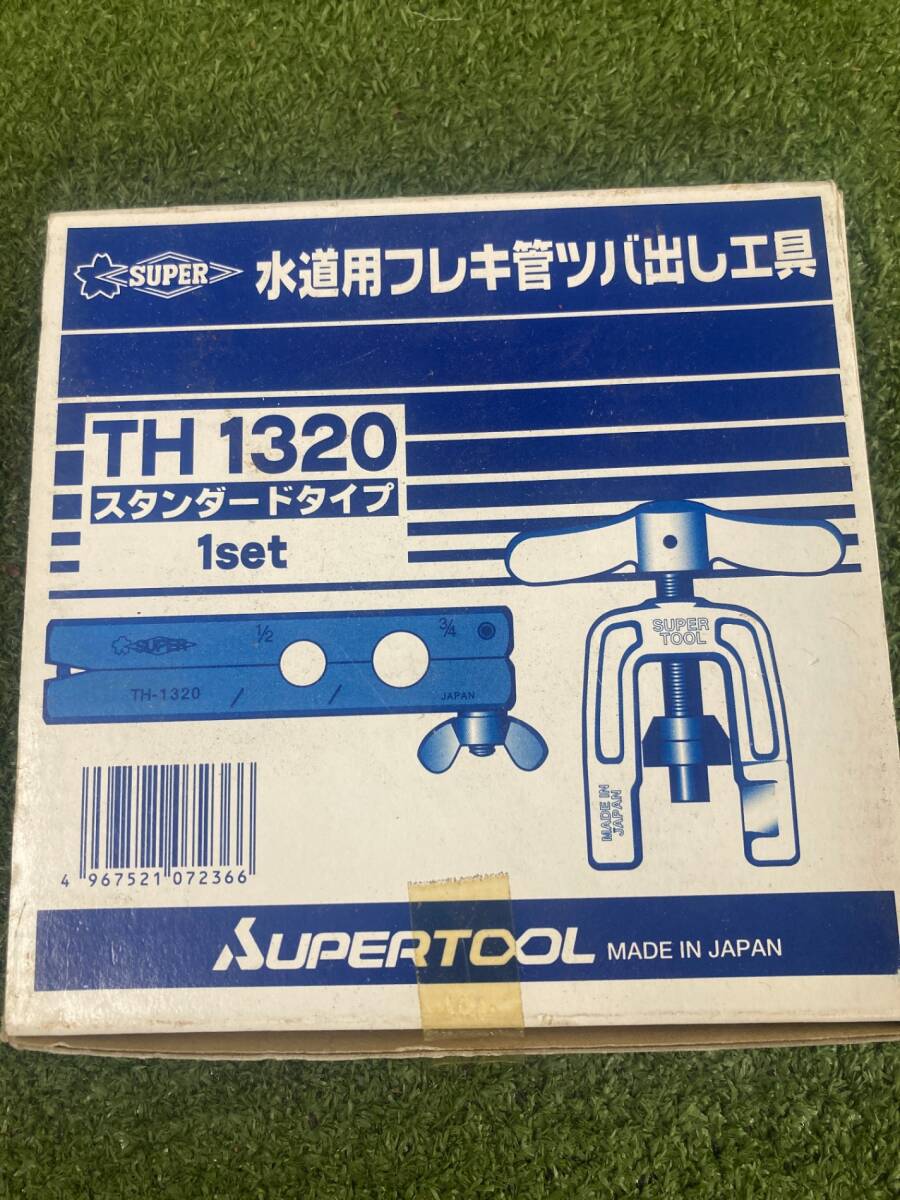 SUPER 水道用フレキ管ツバ出し工具
TH 1320
スタンダードタイプ
1set
SUPER 1/2 3/4
TH-1320 / / JAPAN
SUPER
TOOL
MADE IN
JAPAN
4 967521 072366
SUPERTOOL MADE IN JAPAN